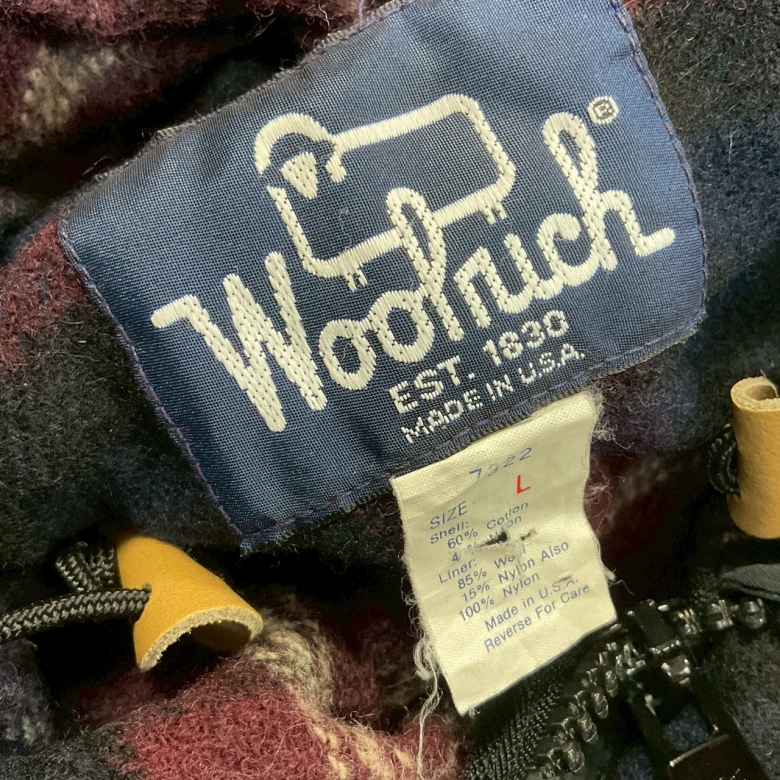 Woolrich®
EST. 1830
MADE IN U.S.A.
7922
SIZE L
Shell:
60% Cotton
Liner:
85% Wool
15% Nylon Also
100% Nylon
Made in U.S.
Reverse For Care